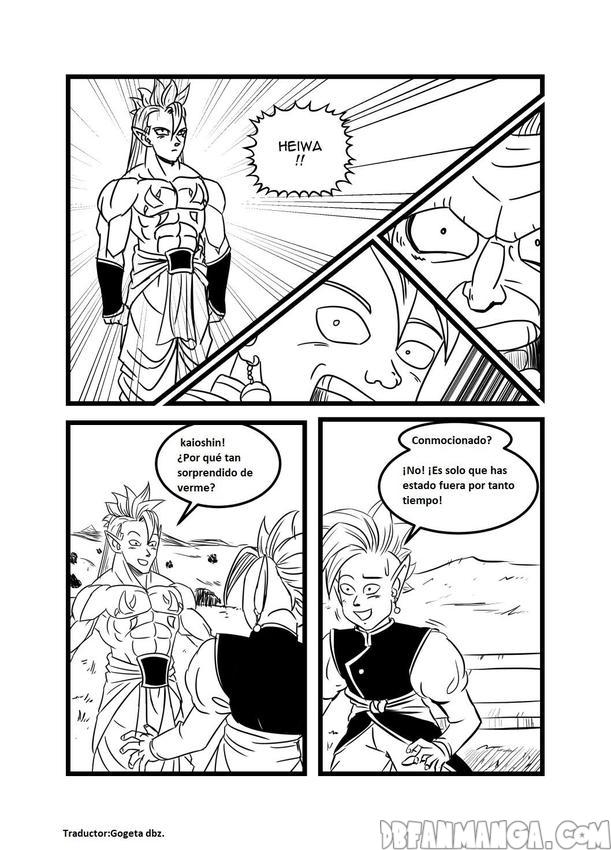 HEIWA
!!
kaioshin!
¿Por qué tan
sorprendido de
verme?
Conmocionado?
¡No! ¡Es solo que has
estado fuera por tanto
tiempo!
Traductor:Gogeta dbz.
DBFANMANGA.COM